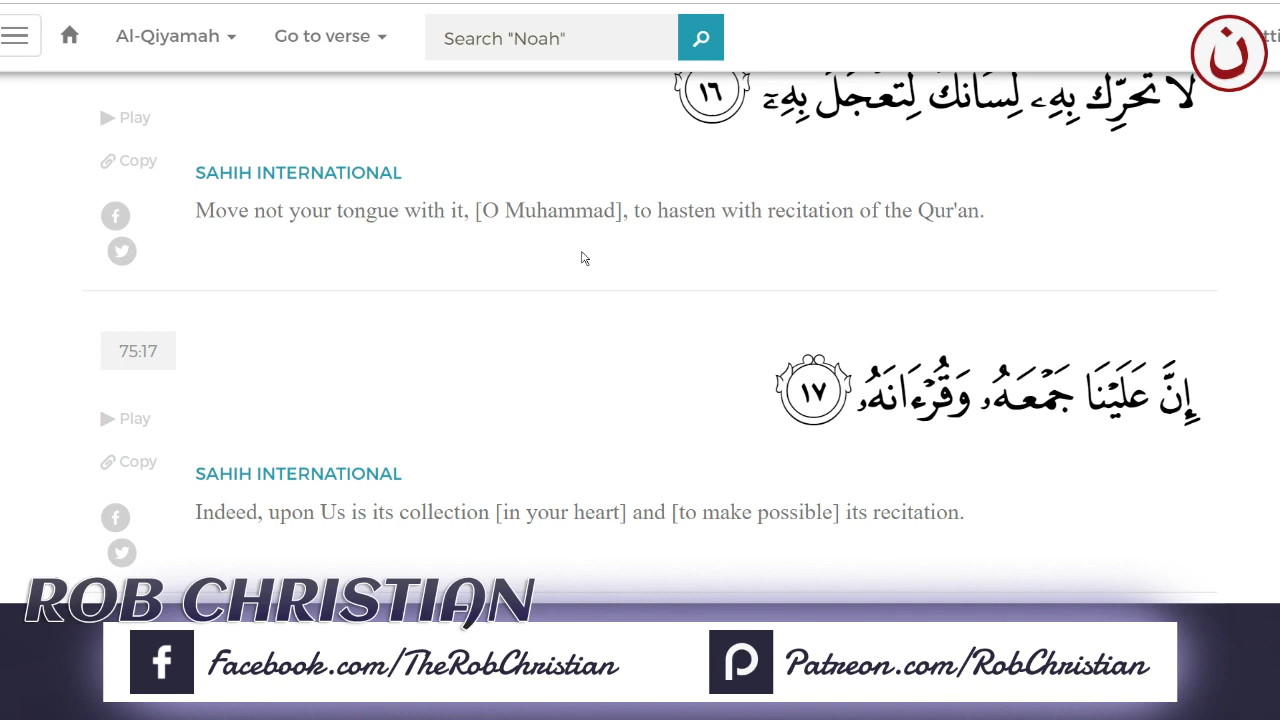 Al-Qiyamah
Go to verse
Search "Noah"
ن
لَا تُحَرِّكْ بِهِۦ لِسَانَكَ لِتَعْجَلَ بِهِۦٓ ١٦
Play
Copy
SAHIH INTERNATIONAL
Move not your tongue with it, [O Muhammad], to hasten with recitation of the Qur'an.
75:17
إِنَّ عَلَيْنَا جَمْعَهُۥ وَقُرْءَانَهُۥ ١٧
Play
Copy
SAHIH INTERNATIONAL
Indeed, upon Us is its collection [in your heart] and [to make possible] its recitation.
ROB CHRISTIAN
Facebook.com/TheRobChristian
Patreon.com/RobChristian